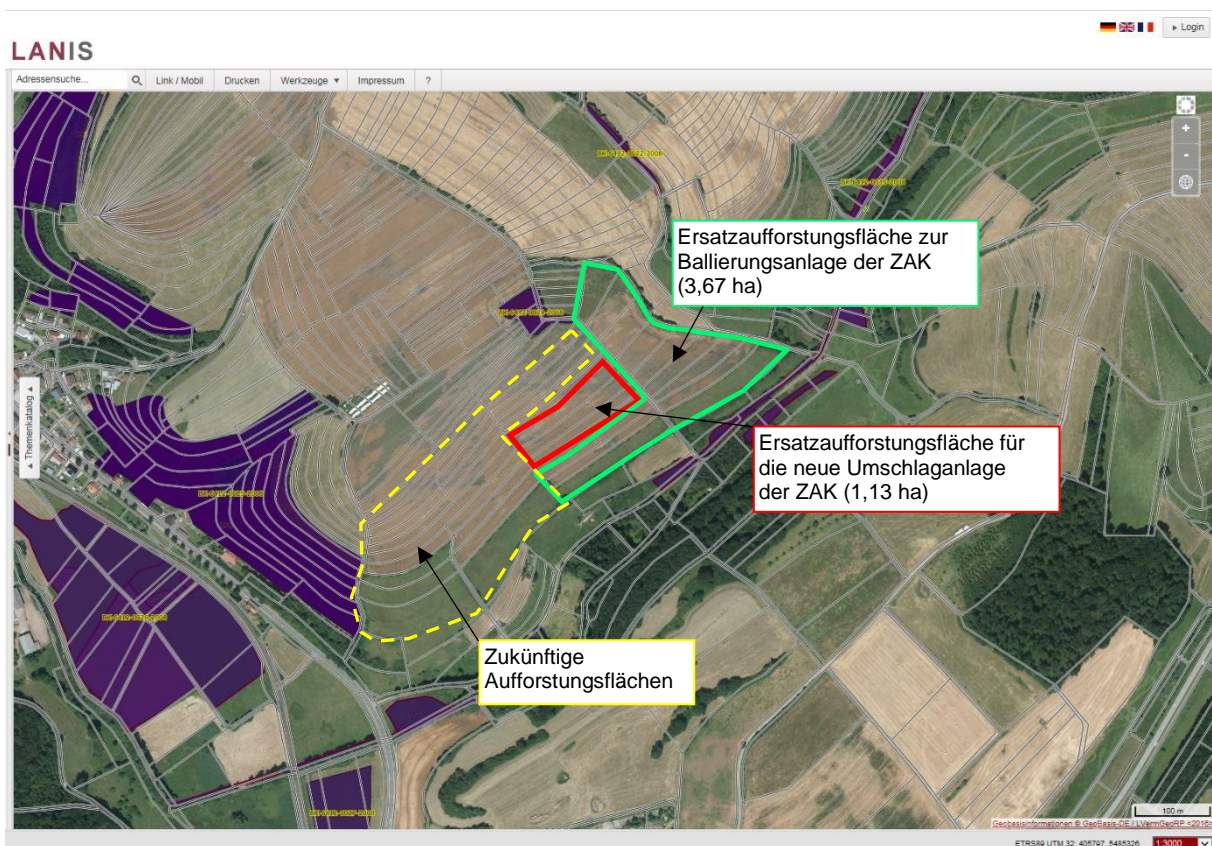 Login
LANIS
Adressensuche...
Link / Mobil
Drucken
Werkzeuge
Impressum
?
+
-
Ersatzaufforstungsfläche zur
Ballierungsanlage der ZAK
(3,67 ha)
Themenkatalog
Ersatzaufforstungsfläche für
die neue Umschlaganlage
der ZAK (1,13 ha)
Zukünftige
Aufforstungsflächen
100 m
Geobasisinformationen © GeoBasis-DE / LVermGeoRP <2016>
ETRS89 UTM 32: 405797, 5485326
1:3000